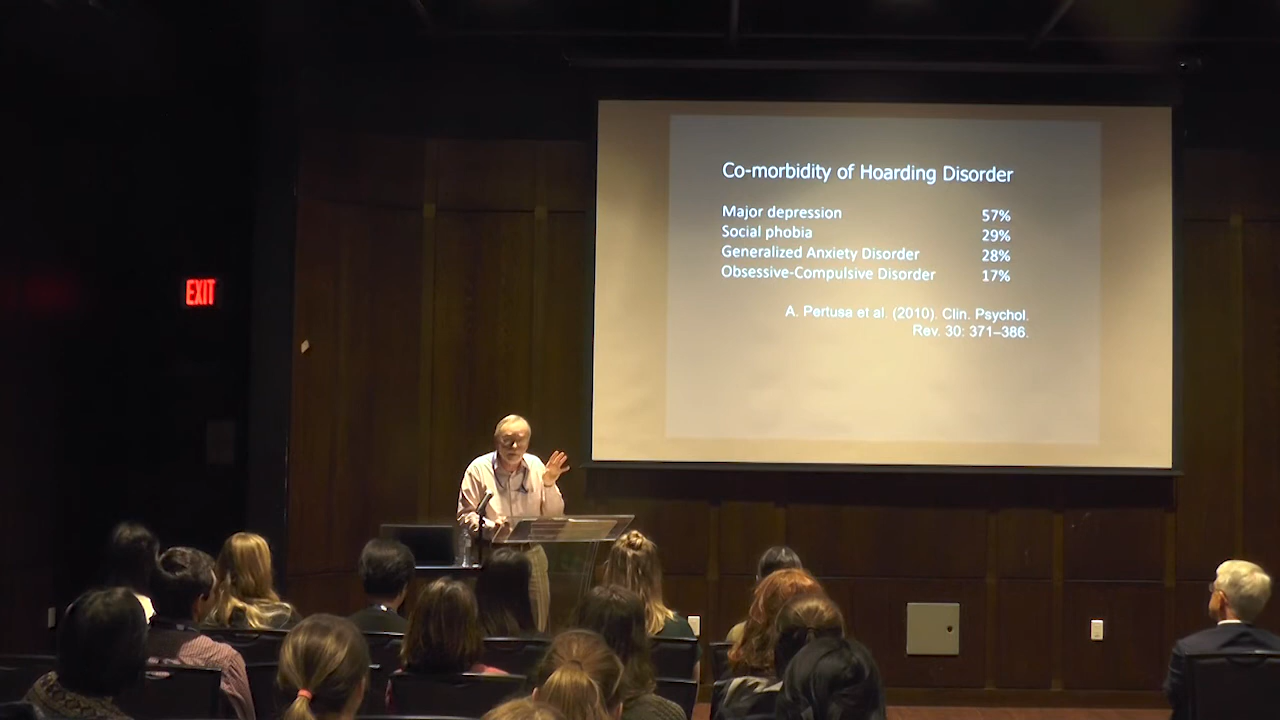 EXIT
Co-morbidity of Hoarding Disorder
Major depression 57%
Social phobia 29%
Generalized Anxiety Disorder 28%
Obsessive-Compulsive Disorder 17%
A. Pertusa et al. (2010). Clin. Psychol.
Rev. 30: 371–386.